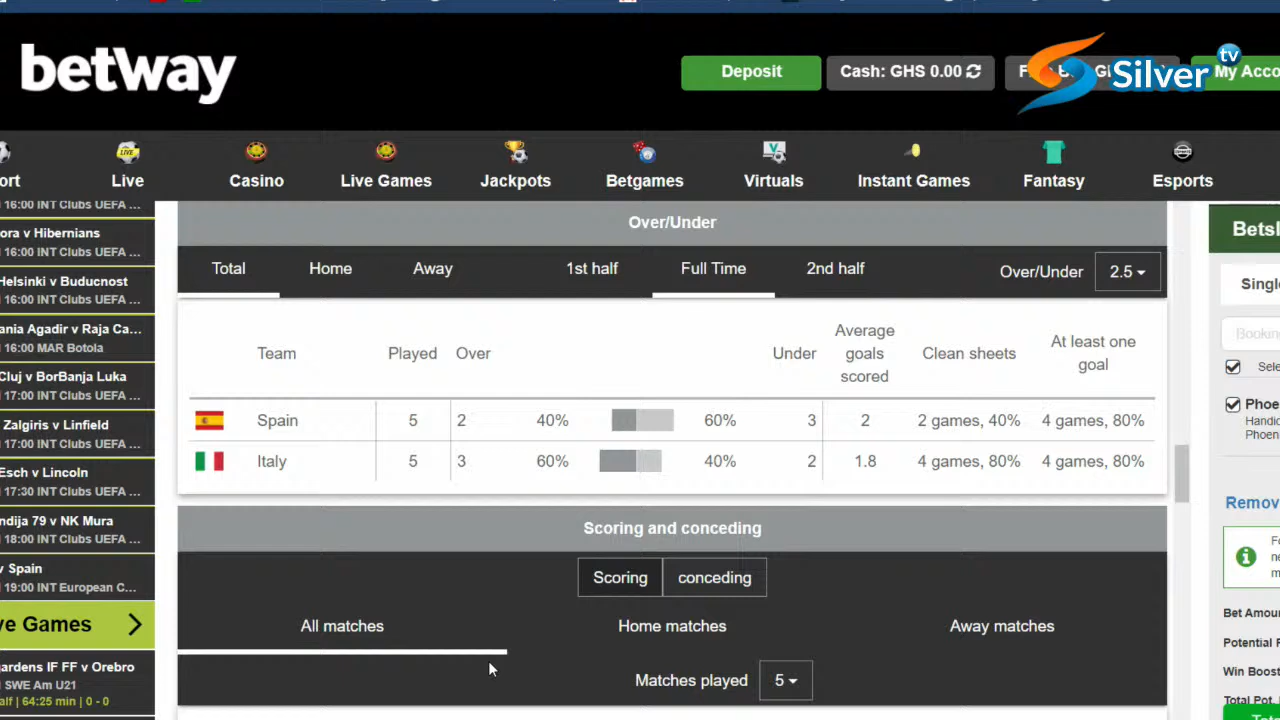 betway
Deposit
Cash: GHS 0.00
Silver
tv
My Acco
ort
Live
Casino
Live Games
Jackpots
Betgames
Virtuals
Instant Games
Fantasy
Esports
16:00 INT Clubs UEFA ...
ora v Hibernians
16:00 INT Clubs UEFA ...
Helsinki v Buducnost
16:00 INT Clubs UEFA ...
ania Agadir v Raja Ca...
16:00 MAR Botola
Cluj v BorBanja Luka
17:00 INT Clubs UEFA ...
Zalgiris v Linfield
17:00 INT Clubs UEFA ...
Esch v Lincoln
17:30 INT Clubs UEFA ...
ndija 79 v NK Mura
18:00 INT Clubs UEFA ...
v Spain
19:00 INT European C...
ve Games
ardens IF FF v Orebro
SWE Am U21
alf | 64:25 min | 0 - 0
Over/Under
Total Home Away 1st half Full Time 2nd half Over/Under 2.5
Team Played Over Under Average goals scored Clean sheets At least one goal
Spain 5 2 40% 60% 3 2 2 games, 40% 4 games, 80%
Italy 5 3 60% 40% 2 1.8 4 games, 80% 4 games, 80%
Scoring and conceding
Scoring conceding
All matches Home matches Away matches
Matches played 5
Betsl
Single
Booking
Sele
Phoe
Handic
Phoen
Remov
Fe
ne
m
Bet Amou
Potential F
Win Boost
Total Pot.